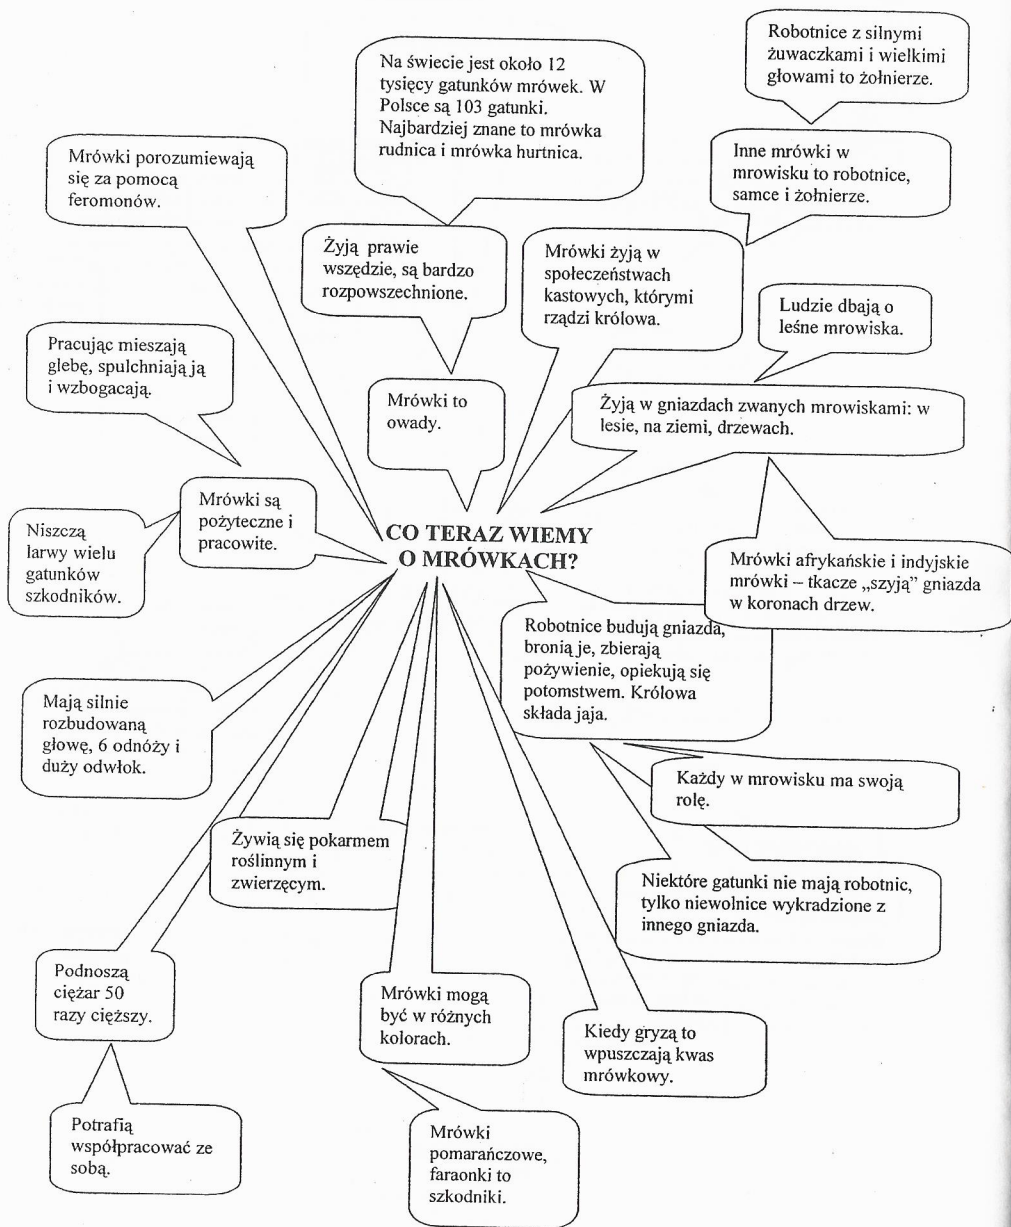 Robotnice z silnymi
żuwaczkami i wielkimi
głowami to żołnierze.
Na świecie jest około 12
tysięcy gatunków mrówek. W
Polsce są 103 gatunki.
Najbardziej znane to mrówka
rudnica i mrówka hurtnica.
Inne mrówki w
mrowisku to robotnice,
samce i żołnierze.
Mrówki porozumiewają
się za pomocą
feromonów.
Żyją prawie
wszędzie, są bardzo
rozpowszechnione.
Mrówki żyją w
społeczeństwach
kastowych, którymi
rządzi królowa.
Ludzie dbają o
leśne mrowiska.
Pracując mieszają
glebę, spulchniają ją
i wzbogacają.
Mrówki to
owady.
Żyją w gniazdach zwanych mrowiskami: w
lesie, na ziemi, drzewach.
Mrówki są
pożyteczne i
pracowite.
Niszczą
larwy wielu
gatunków
szkodników.
CO TERAZ WIEMY
O MRÓWKACH?
Mrówki afrykańskie i indyjskie
mrówki – tkacze „szyją” gniazda
w koronach drzew.
Robotnice budują gniazda,
bronią je, zbierają
pożywienie, opiekują się
potomstwem. Królowa
składa jaja.
Mają silnie
rozbudowaną
głowę, 6 odnóży i
duży odwłok.
Każdy w mrowisku ma swoją
rolę.
Żywią się pokarmem
roślinnym i
zwierzęcym.
Niektóre gatunki nie mają robotnic,
tylko niewolnice wykradzione z
innego gniazda.
Podnoszą
ciężar 50
razy cięższy.
Mrówki mogą
być w różnych
kolorach.
Kiedy gryzą to
wpuszczają kwas
mrówkowy.
Potrafią
współpracować ze
sobą.
Mrówki
pomarańczowe,
faraonki to
szkodniki.